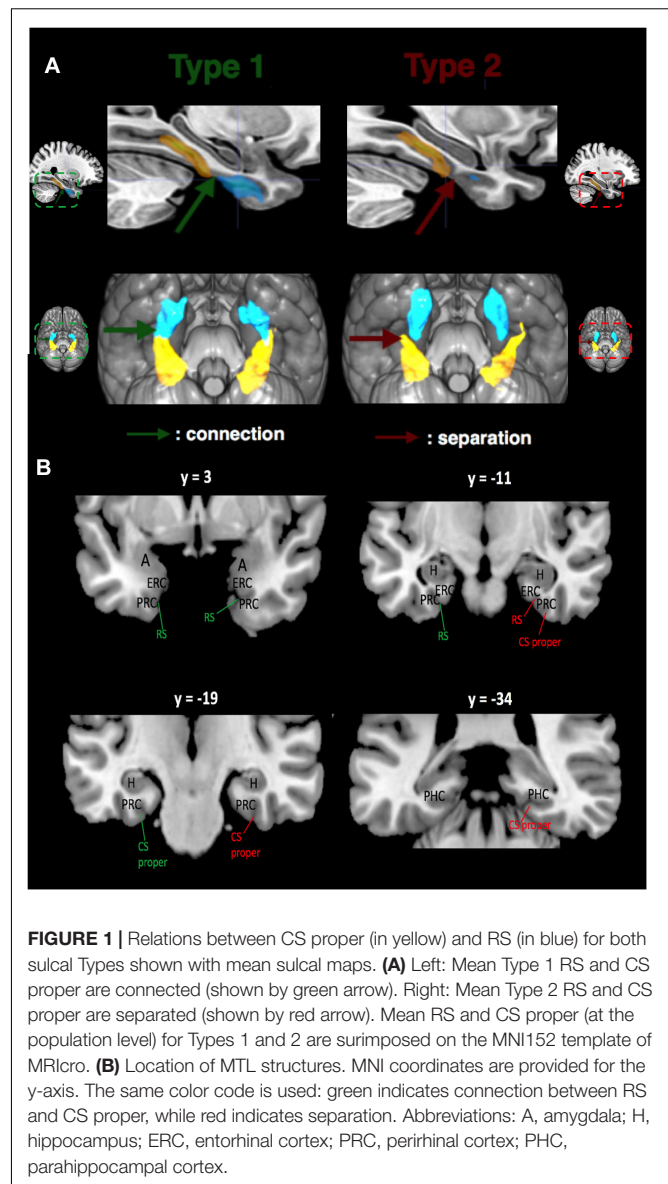 A
Type 1
Type 2
: connection
: separation
B
y = 3
y = -11
A
A
ERC
ERC
PRC
PRC
RS
RS
H
H
ERC
ERC
PRC
PRC
RS
RS
CS proper
y = -19
y = -34
H
H
PRC
PRC
CS
proper
CS
proper
PHC
PHC
CS proper
FIGURE 1 | Relations between CS proper (in yellow) and RS (in blue) for both
sulcal Types shown with mean sulcal maps. (A) Left: Mean Type 1 RS and CS
proper are connected (shown by green arrow). Right: Mean Type 2 RS and CS
proper are separated (shown by red arrow). Mean RS and CS proper (at the
population level) for Types 1 and 2 are surimposed on the MNI152 template of
MRIcro. (B) Location of MTL structures. MNI coordinates are provided for the
y-axis. The same color code is used: green indicates connection between RS
and CS proper, while red indicates separation. Abbreviations: A, amygdala; H,
hippocampus; ERC, entorhinal cortex; PRC, perirhinal cortex; PHC,
parahippocampal cortex.